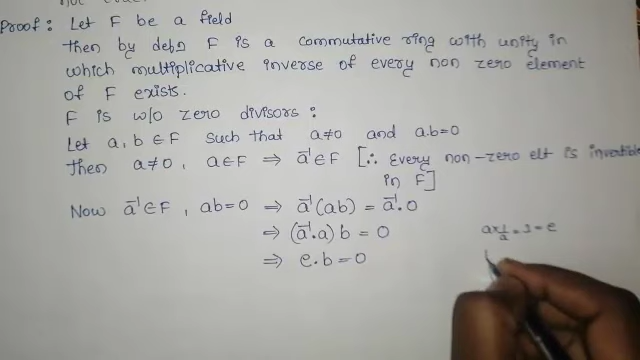 Proof: Let F be a field
then by defn F is a commutative ring with unity in
which multiplicative inverse of every non zero element
of F exists.
F is w/o zero divisors :
Let a, b ∈ F such that a≠0 and a.b=0
Then a≠0, a∈F ⇒ a⁻¹∈F [∴ Every non-zero elt is invertible
in F]
Now a⁻¹∈F, ab=0 ⇒ a⁻¹(ab) = a⁻¹.0
⇒ (a⁻¹.a)b = 0
⇒ e.b=0
a×1/a = 1 = e